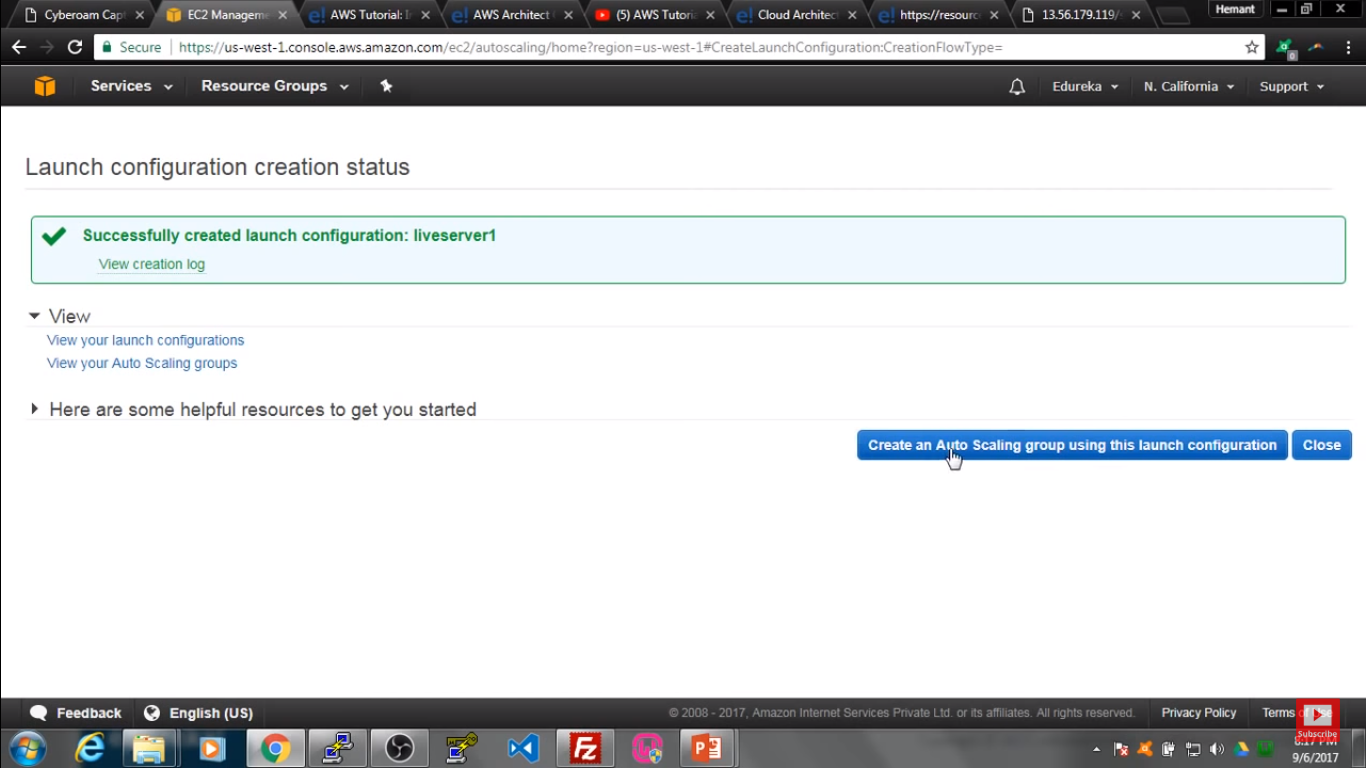 Cyberoam Capt
EC2 Manageme
AWS Tutorial: I
AWS Architect
(5) AWS Tutoria
Cloud Architec
https://resourc
13.56.179.119/
Hemant
Secure
https://us-west-1.console.aws.amazon.com/ec2/autoscaling/home?region=us-west-1#CreateLaunchConfiguration:CreationFlowType=
0
Services
Resource Groups
Edureka
N. California
Support
Launch configuration creation status
Successfully created launch configuration: liveserver1
View creation log
View
View your launch configurations
View your Auto Scaling groups
Here are some helpful resources to get you started
Create an Auto Scaling group using this launch configuration
Close
Feedback
English (US)
© 2008 - 2017, Amazon Internet Services Private Ltd. or its affiliates. All rights reserved.
Privacy Policy
Terms of
Subscribe
9/6/2017